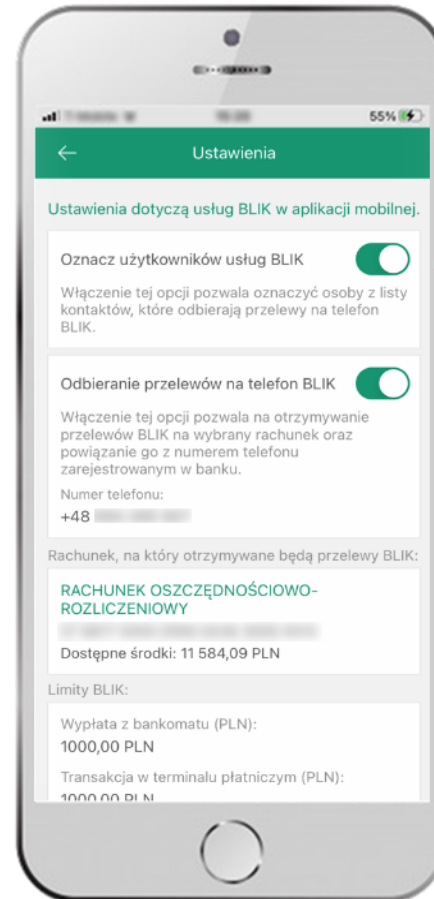 55%
Ustawienia
Ustawienia dotyczą usług BLIK w aplikacji mobilnej.
Oznacz użytkowników usług BLIK
Włączenie tej opcji pozwala oznaczyć osoby z listy
kontaktów, które odbierają przelewy na telefon
BLIK.
Odbieranie przelewów na telefon BLIK
Włączenie tej opcji pozwala na otrzymywanie
przelewów BLIK na wybrany rachunek oraz
powiązanie go z numerem telefonu
zarejestrowanym w banku.
Numer telefonu:
+48
Rachunek, na który otrzymywane będą przelewy BLIK:
RACHUNEK OSZCZĘDNOŚCIOWO-
ROZLICZENIOWY
Dostępne środki: 11 584,09 PLN
Limity BLIK:
Wypłata z bankomatu (PLN):
1000,00 PLN
Transakcja w terminalu płatniczym (PLN):
1000,00 PLN